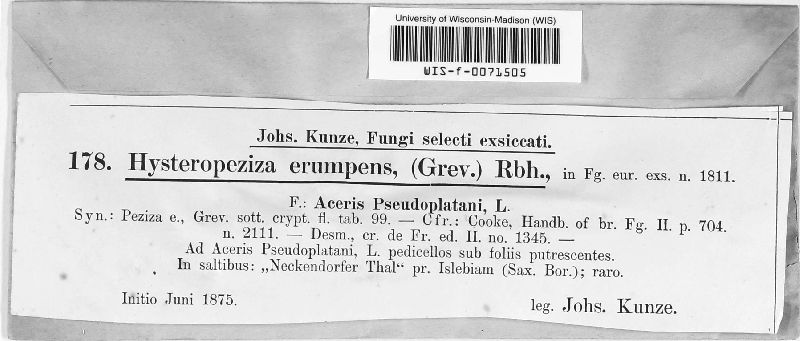 University of Wisconsin-Madison (WIS)
WIS-f-0071505
Johs. Kunze, Fungi selecti exsiccati.
178. Hysteropeziza erumpens, (Grev.) Rbh., in Fg. eur. exs. n. 1811.
F.: Aceris Pseudoplatani, L.
Syn.: Peziza e., Grev. sott. crypt. fl. tab. 99. — Cfr.: Cooke, Handb. of br. Fg. II. p. 704.
n. 2111. — Desm., cr. de Fr. ed. II. no. 1345. —
Ad Aceris Pseudoplatani, L. pedicellos sub foliis putrescentes.
In saltibus: „Neckendorfer Thal“ pr. Islebiam (Sax. Bor.); raro.
Initio Juni 1875.
leg. Johs. Kunze.